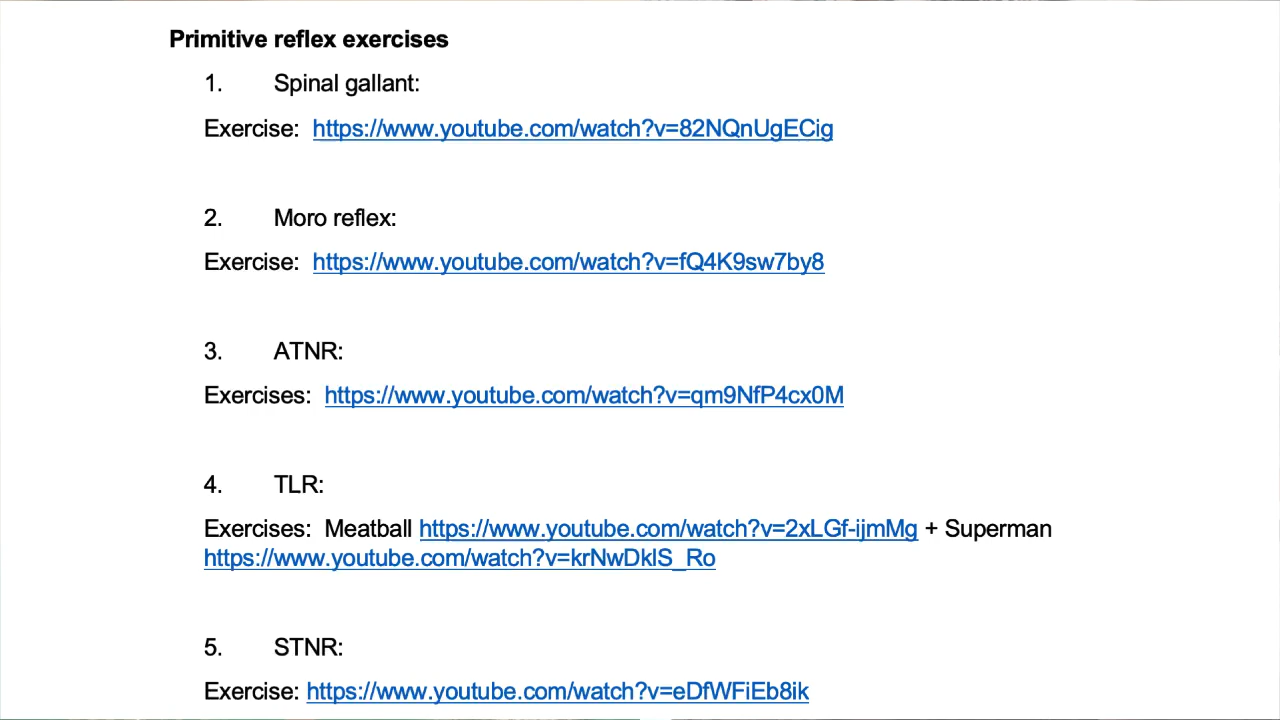 Primitive reflex exercises
1. Spinal gallant:
Exercise: https://www.youtube.com/watch?v=82NQnUgECig
2. Moro reflex:
Exercise: https://www.youtube.com/watch?v=fQ4K9sw7by8
3. ATNR:
Exercises: https://www.youtube.com/watch?v=qm9NfP4cx0M
4. TLR:
Exercises: Meatball https://www.youtube.com/watch?v=2xLGf-ijmMg + Superman
https://www.youtube.com/watch?v=krNwDklS_Ro
5. STNR:
Exercise: https://www.youtube.com/watch?v=eDfWFiEb8ik